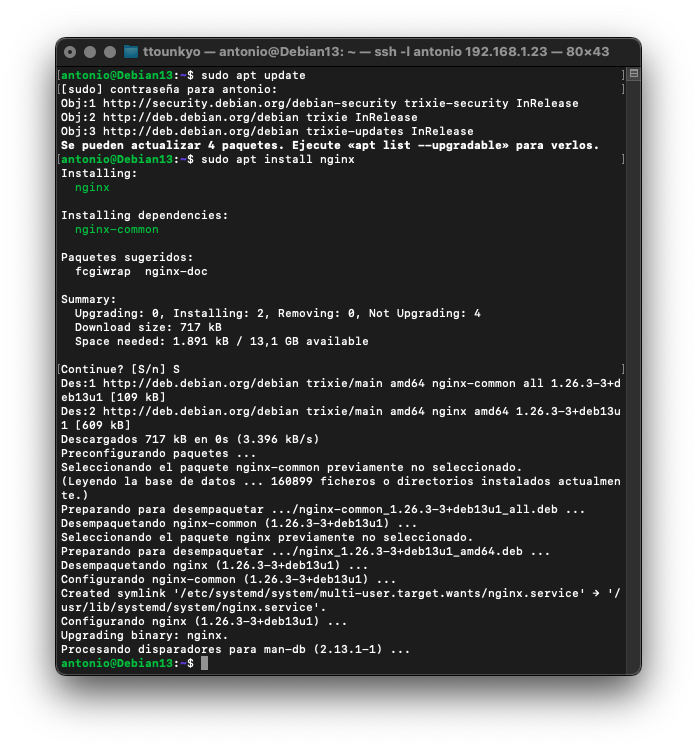 ttounkyo — antonio@Debian13: ~ — ssh -l antonio 192.168.1.23 — 80×43
[antonio@Debian13:~$ sudo apt update ]
[[sudo] contraseña para antonio: ]
Obj:1 http://security.debian.org/debian-security trixie-security InRelease
Obj:2 http://deb.debian.org/debian trixie InRelease
Obj:3 http://deb.debian.org/debian trixie-updates InRelease
Se pueden actualizar 4 paquetes. Ejecute «apt list --upgradable» para verlos.
[antonio@Debian13:~$ sudo apt install nginx ]
Installing:
  nginx

Installing dependencies:
  nginx-common

Paquetes sugeridos:
  fcgiwrap  nginx-doc

Summary:
  Upgrading: 0, Installing: 2, Removing: 0, Not Upgrading: 4
  Download size: 717 kB
  Space needed: 1.891 kB / 13,1 GB available

[Continue? [S/n] S ]
Des:1 http://deb.debian.org/debian trixie/main amd64 nginx-common all 1.26.3-3+d
eb13u1 [109 kB]
Des:2 http://deb.debian.org/debian trixie/main amd64 nginx amd64 1.26.3-3+deb13u
1 [609 kB]
Descargados 717 kB en 0s (3.396 kB/s)
Preconfigurando paquetes ...
Seleccionando el paquete nginx-common previamente no seleccionado.
(Leyendo la base de datos ... 160899 ficheros o directorios instalados actualmen
te.)
Preparando para desempaquetar .../nginx-common_1.26.3-3+deb13u1_all.deb ...
Desempaquetando nginx-common (1.26.3-3+deb13u1) ...
Seleccionando el paquete nginx previamente no seleccionado.
Preparando para desempaquetar .../nginx_1.26.3-3+deb13u1_amd64.deb ...
Desempaquetando nginx (1.26.3-3+deb13u1) ...
Configurando nginx-common (1.26.3-3+deb13u1) ...
Created symlink '/etc/systemd/system/multi-user.target.wants/nginx.service' → '/
usr/lib/systemd/system/nginx.service'.
Configurando nginx (1.26.3-3+deb13u1) ...
Upgrading binary: nginx.
Procesando disparadores para man-db (2.13.1-1) ...
antonio@Debian13:~$